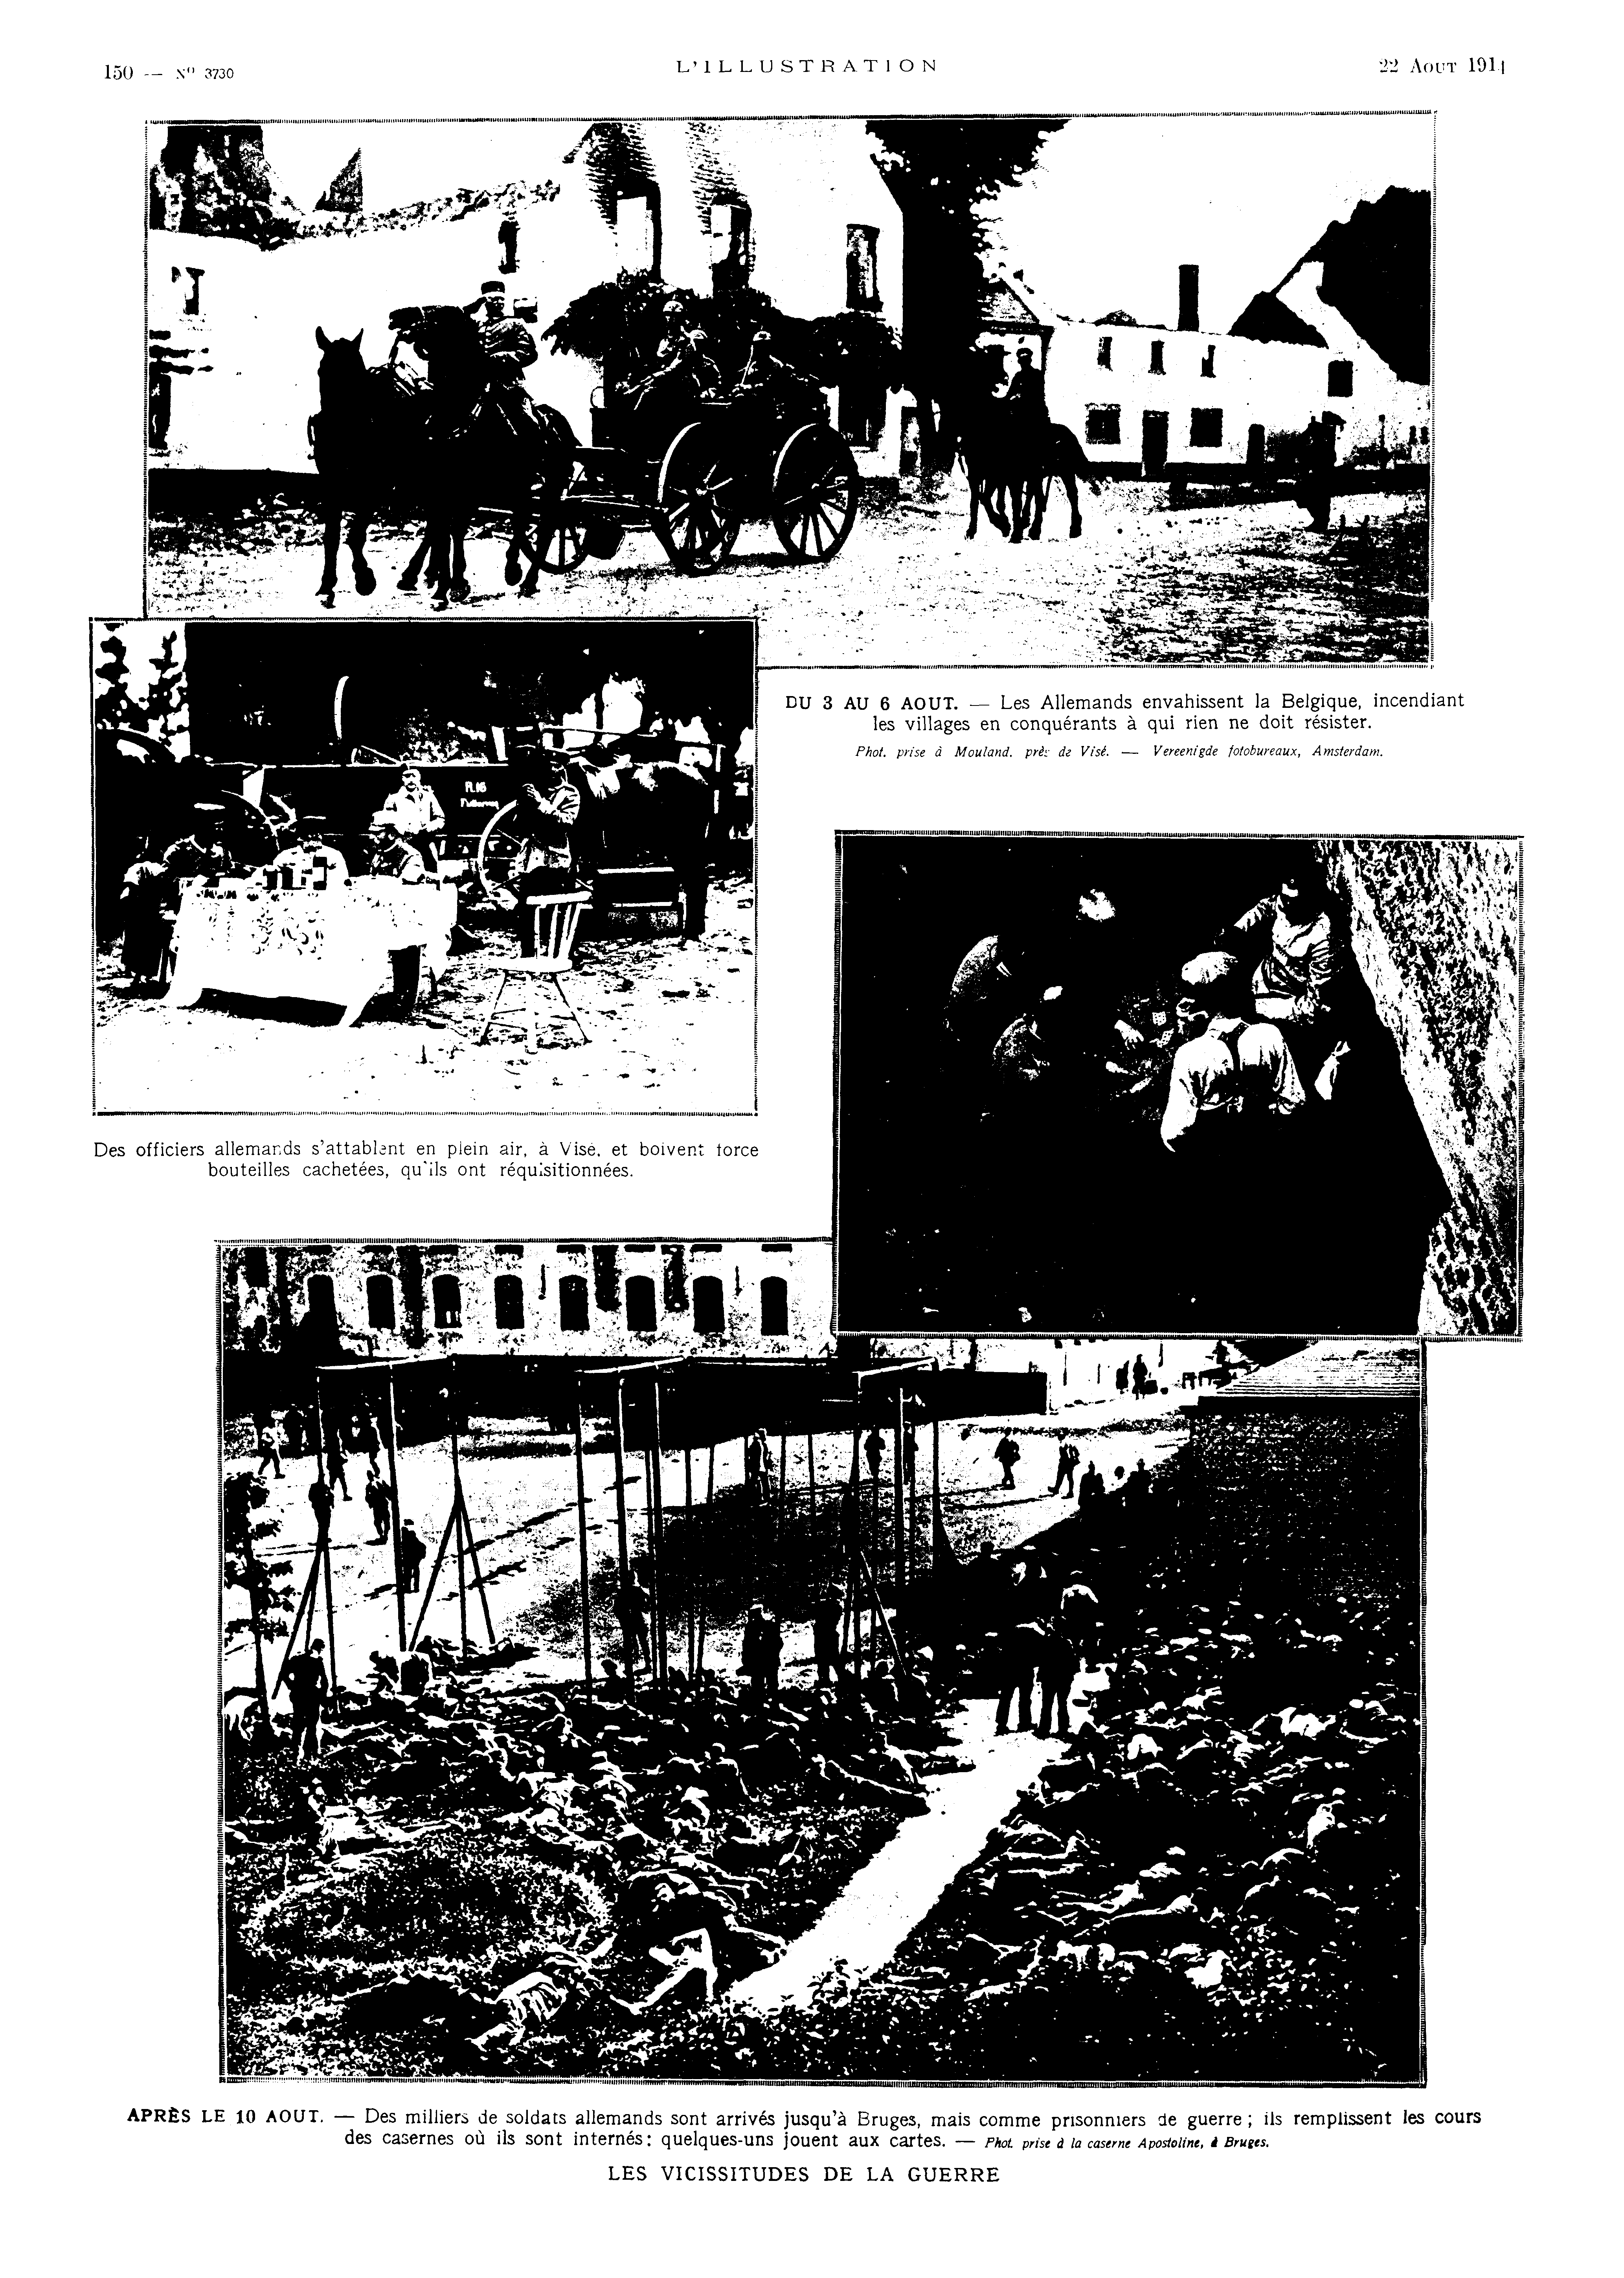 150 -- N° 3730
L'ILLUSTRATION
22 AOUT 1914
R.16
DU 3 AU 6 AOUT. — Les Allemands envahissent la Belgique, incendiant
les villages en conquérants à qui rien ne doit résister.
Phot. prise à Mouland. près de Visé. — Vereenigde fotobureaux, Amsterdam.
Des officiers allemands s'attablent en plein air, à Visé, et boivent force
bouteilles cachetées, qu'ils ont réquisitionnées.
APRÈS LE 10 AOUT. — Des milliers de soldats allemands sont arrivés jusqu'à Bruges, mais comme prisonniers de guerre ; ils remplissent les cours
des casernes où ils sont internés : quelques-uns jouent aux cartes. — Phot. prise à la caserne Apostoline, à Bruges.
LES VICISSITUDES DE LA GUERRE